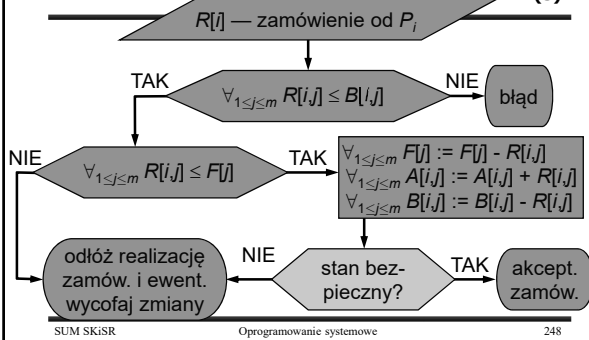 R[i] — zamówienie od Pᵢ
TAK
∀₁≤j≤m R[i,j] ≤ B[i,j]
NIE
błąd
NIE
∀₁≤j≤m R[i,j] ≤ F[j]
TAK
∀₁≤j≤m F[j] := F[j] - R[i,j]
∀₁≤j≤m A[i,j] := A[i,j] + R[i,j]
∀₁≤j≤m B[i,j] := B[i,j] - R[i,j]
odłóż realizację
zamów. i ewent.
wycofaj zmiany
NIE
stan bez-
pieczny?
TAK
akcept.
zamów.
SUM SKiSR
Oprogramowanie systemowe
248